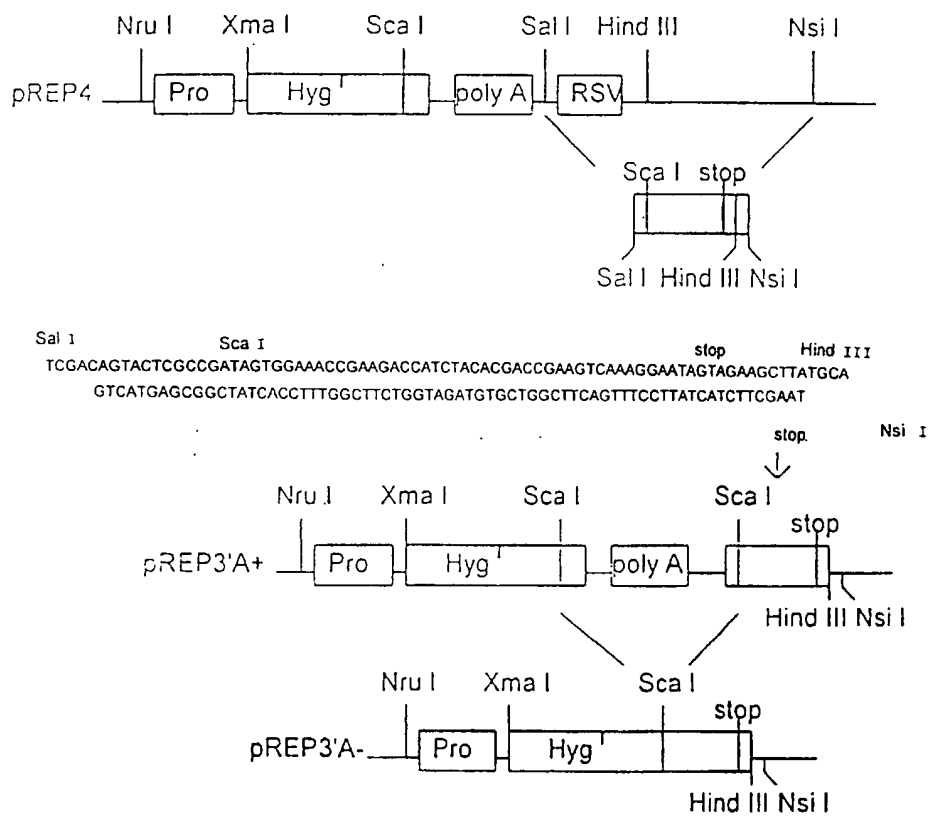 Nru I Xma I Sca I Sal I Hind III Nsi I
pREP4 Pro Hyg poly A RSV
Sca I stop
Sal I Hind III Nsi I
Sal I Sca I stop Hind III
TCGACAGTACTCGCCGATAGTGGAAACCGAAGACCATCTACACGACCGAAGTCAAAGGAATAGTAGAAGCTTATGCA
GTCATGAGCGGCTATCACCTTTGGCTTCTGGTAGATGTGCTGGCTTCAGTTTCCTTATCATCTTCGAAT
stop. Nsi I
Nru I Xma I Sca I Sca I stop
pREP3'A+ Pro Hyg poly A
Hind III Nsi I
Nru I Xma I Sca I stop
pREP3'A- Pro Hyg
Hind III Nsi I